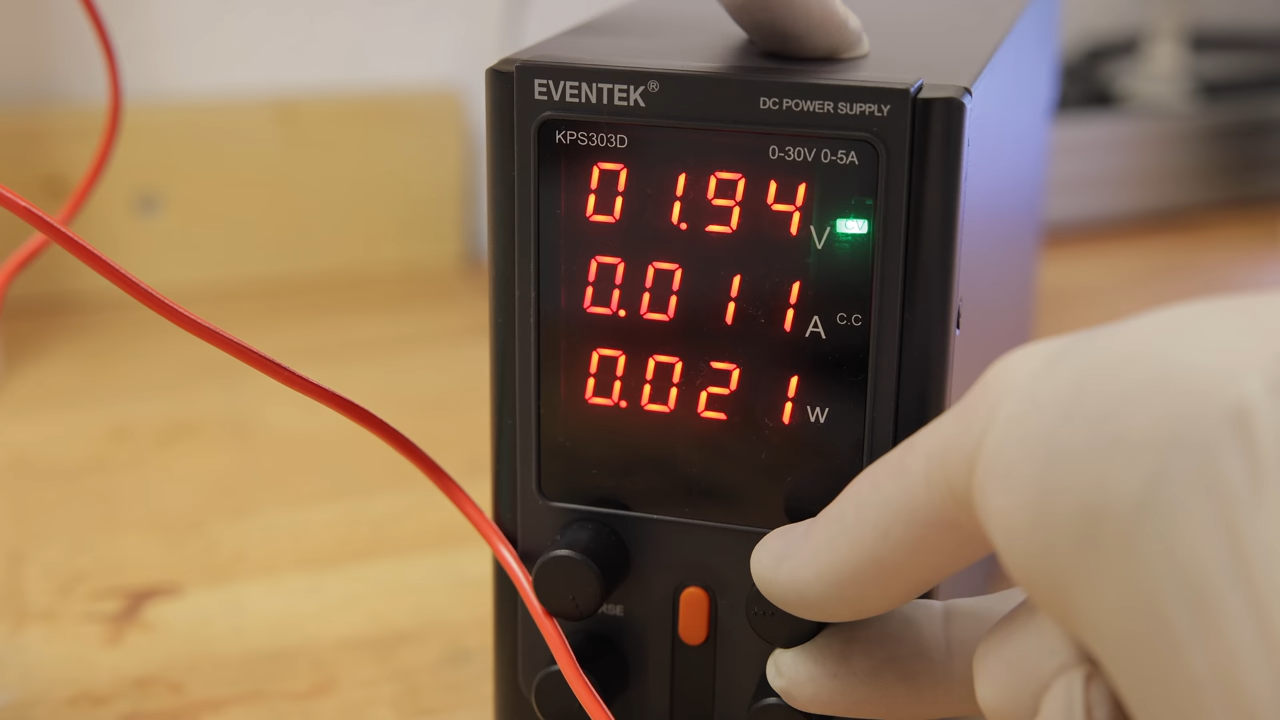 EVENTEK®
DC POWER SUPPLY
KPS303D
0-30V 0-5A
01.94 V CV
0.011 A C.C
0.021 W